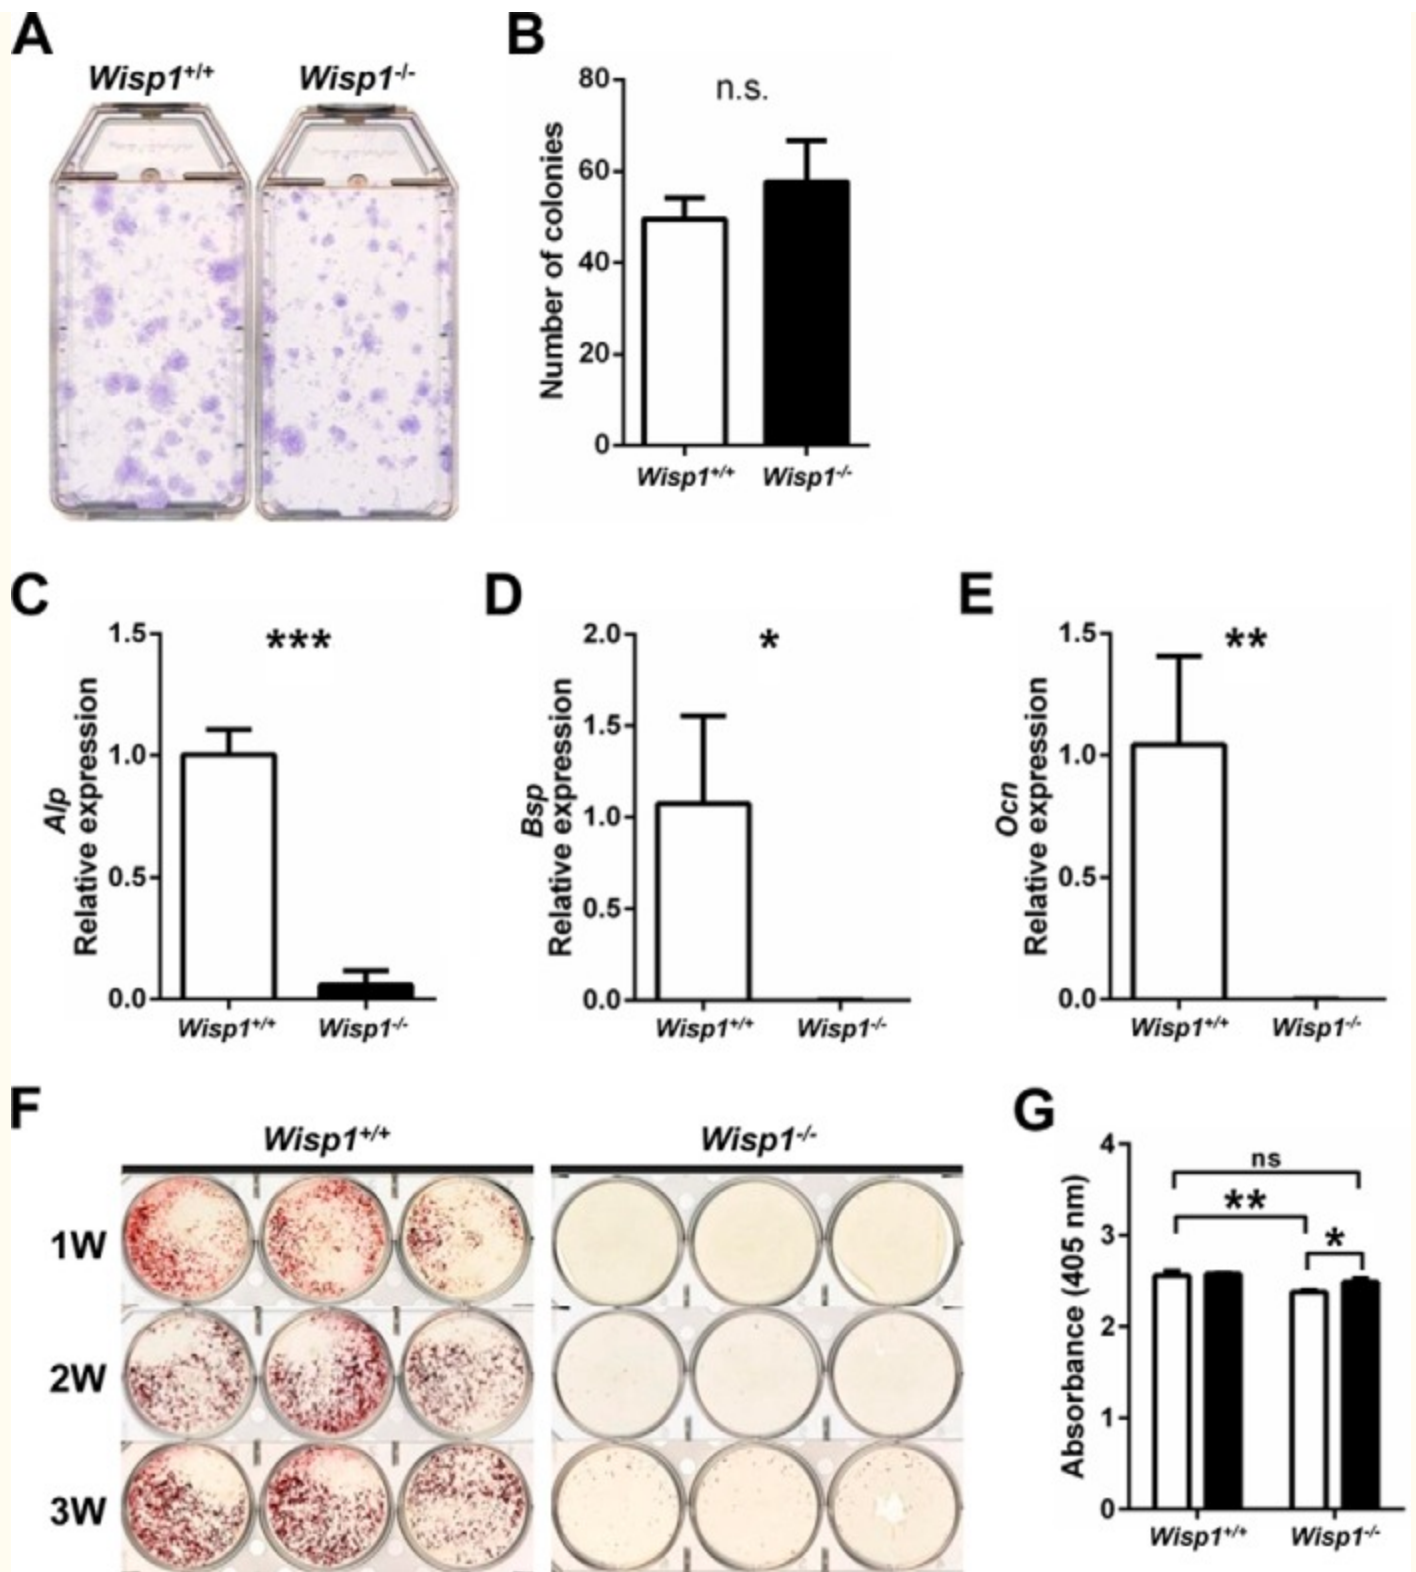 A
Wisp1+/+ Wisp1-/-
B
n.s.
Number of colonies
80
60
40
20
0
Wisp1+/+ Wisp1-/-
C
***
Alp
Relative expression
1.5
1.0
0.5
0.0
Wisp1+/+ Wisp1-/-
D
*
Bsp
Relative expression
2.0
1.5
1.0
0.5
0.0
Wisp1+/+ Wisp1-/-
E
**
Ocn
Relative expression
1.5
1.0
0.5
0.0
Wisp1+/+ Wisp1-/-
F
Wisp1+/+ Wisp1-/-
1W
2W
3W
G
ns
**
*
Absorbance (405 nm)
4
3
2
1
0
Wisp1+/+ Wisp1-/-